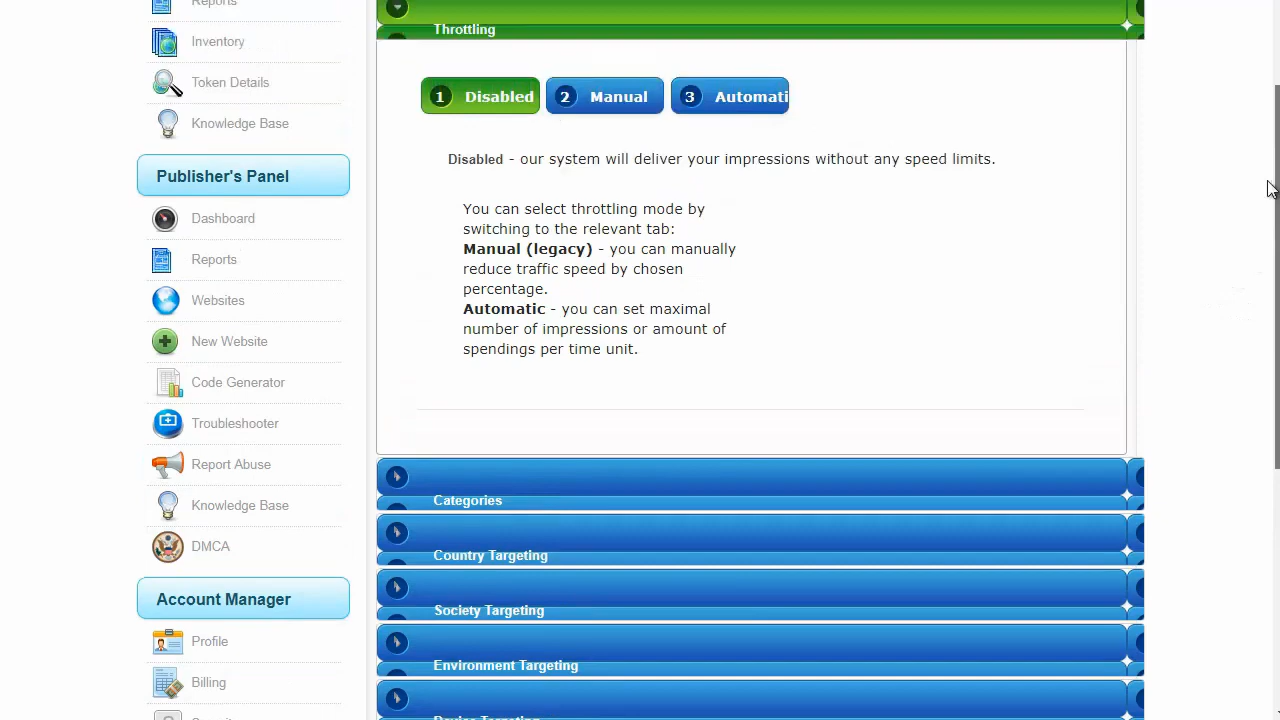 Reports
Inventory
Token Details
Knowledge Base
Publisher's Panel
Dashboard
Reports
Websites
New Website
Code Generator
Troubleshooter
Report Abuse
Knowledge Base
DMCA
Account Manager
Profile
Billing
Throttling
1 Disabled
2 Manual
3 Automati
Disabled - our system will deliver your impressions without any speed limits.
You can select throttling mode by
switching to the relevant tab:
Manual (legacy) - you can manually
reduce traffic speed by chosen
percentage.
Automatic - you can set maximal
number of impressions or amount of
spendings per time unit.
Categories
Country Targeting
Society Targeting
Environment Targeting
Device Targeting